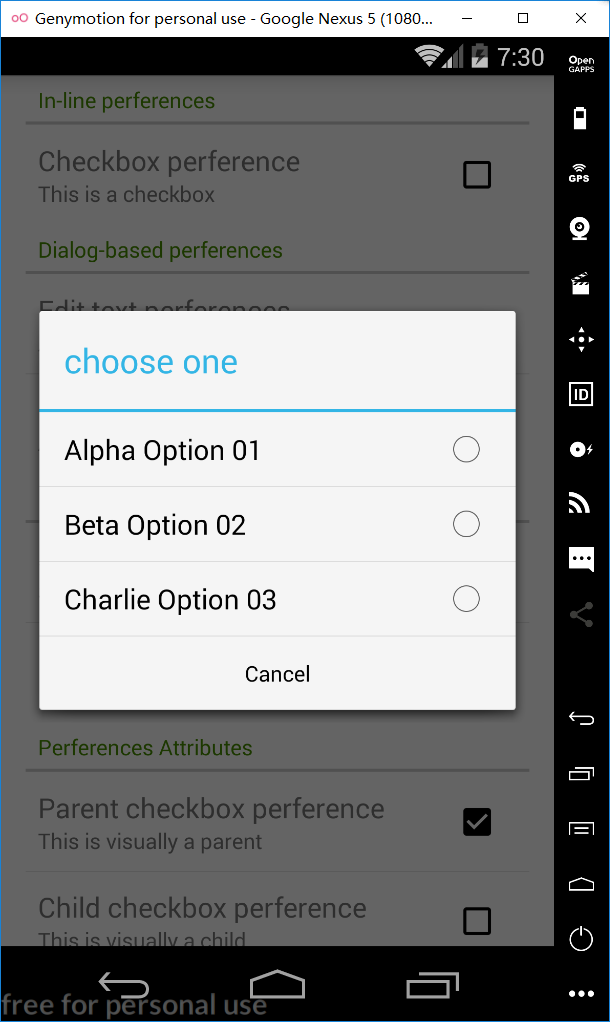 Genymotion for personal use - Google Nexus 5 (1080...
7:30
Open
GAPPS
In-line perferences
Checkbox perference
This is a checkbox
GPS
Dialog-based perferences
Edit text perferences
choose one
ID
Alpha Option 01
Beta Option 02
Charlie Option 03
Cancel
Perferences Attributes
Parent checkbox perference
This is visually a parent
Child checkbox perference
This is visually a child
free for personal use